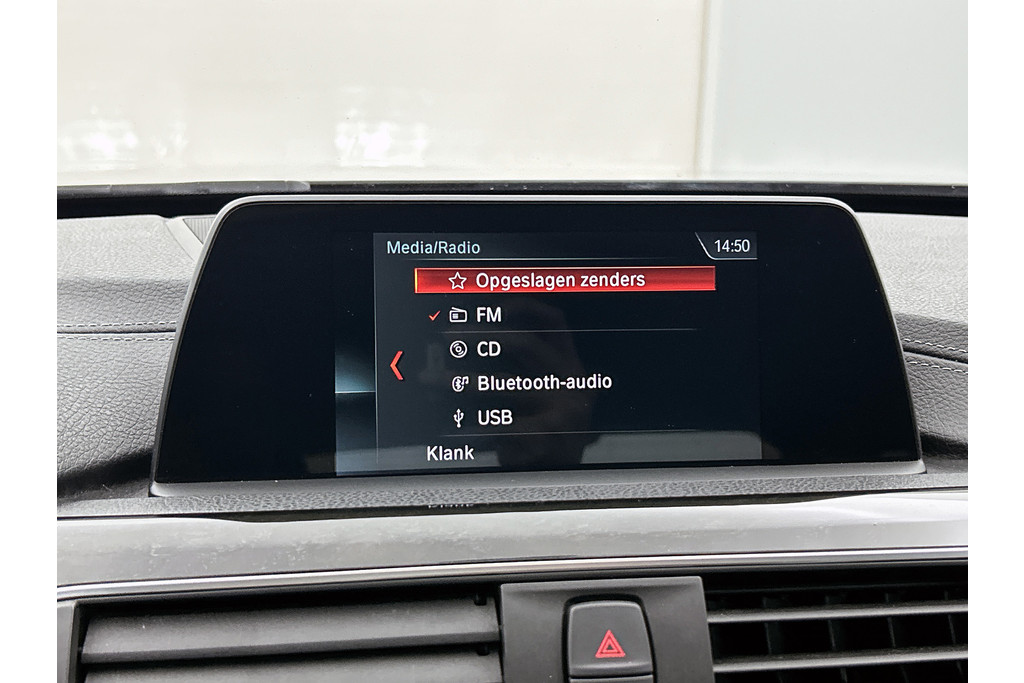 Media/Radio 14:50
Opgeslagen zenders
FM
CD
Bluetooth-audio
USB
Klank